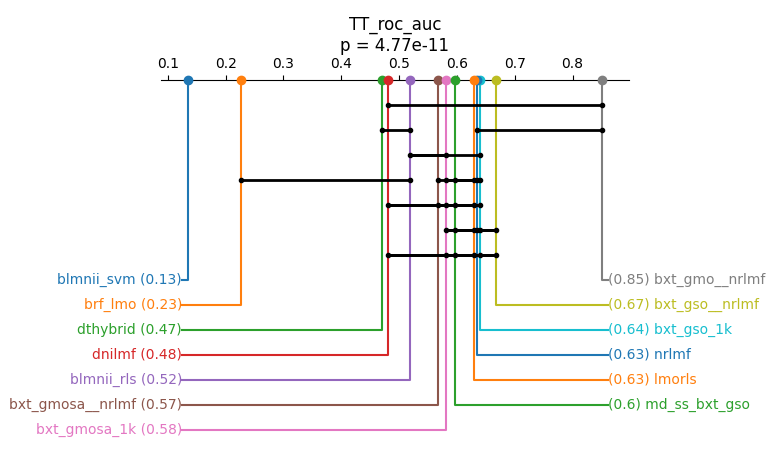 TT_roc_auc
p = 4.77e-11
0.1 0.2 0.3 0.4 0.5 0.6 0.7 0.8
blmnii_svm (0.13)
brf_lmo (0.23)
dthybrid (0.47)
dnilmf (0.48)
blmnii_rls (0.52)
bxt_gmosa__nrlmf (0.57)
bxt_gmosa_1k (0.58)
(0.85) bxt_gmo__nrlmf
(0.67) bxt_gso__nrlmf
(0.64) bxt_gso_1k
(0.63) nrlmf
(0.63) lmorls
(0.6) md_ss_bxt_gso